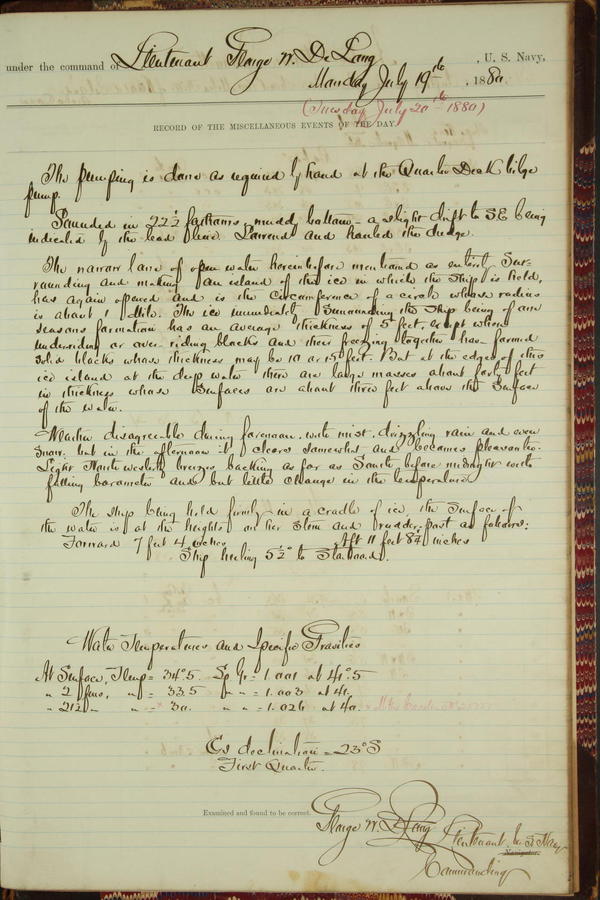 under the command of Lieutenant George W. De Long, U. S. Navy,
Monday July 19th, 1880
(Tuesday July 20th 1880)
RECORD OF THE MISCELLANEOUS EVENTS OF THE DAY.
The pumping is done as required by hand at the Quarter Deck bilge
pump.
Sounded in 22½ fathoms, muddy bottom - a slight drift to SE being
indicated by the lead line. Lowered and hauled the dredge.
The narrow lane of open water hereinbefore mentioned as entirely sur-
rounding and making an island of the ice in which the ship is held,
has again opened and is the circumference of a circle whose radius
is about 1 Mile. The ice immediately surrounding the Ship being of one
seasons formation has an average thickness of 5 feet, except where
underriding or over riding blocks and their freezing together has formed
solid blocks whose thickness may be 10 or 15 feet. But at the edges of this
ice island at the deep water there are large masses about forty feet
in thickness whose surfaces are about three feet above the surface
of the water.
Weather disagreeable during forenoon, with mist, drizzling rain and even
snow, but in the afternoon it clears somewhat and becomes pleasanter.
Light North westerly breezes backing as far as South before midnight with
falling barometer and but little change in the temperature.
The ship being held firmly in a cradle of ice, the surface of
the water is at the heights on her stem and rudder-post as follows:
Forward 7 feet 4 inches Aft 11 feet 8¾ inches
Ship heeling 5½° to Starboard.
Water Temperatures and Specific Gravities
At Surface, Temp = 34°5 Sp Gr = 1.001 at 41°.5
" 2 fms, " = 33.5 " " = 1.003 at 41.
" 21½ " " = 30. " " = 1.026 at 40.
☾'s declination = 23° S
First Quarter.
Examined and found to be correct.
George W. De Long Lieutenant U. S. Navy
Navigator.
Commanding